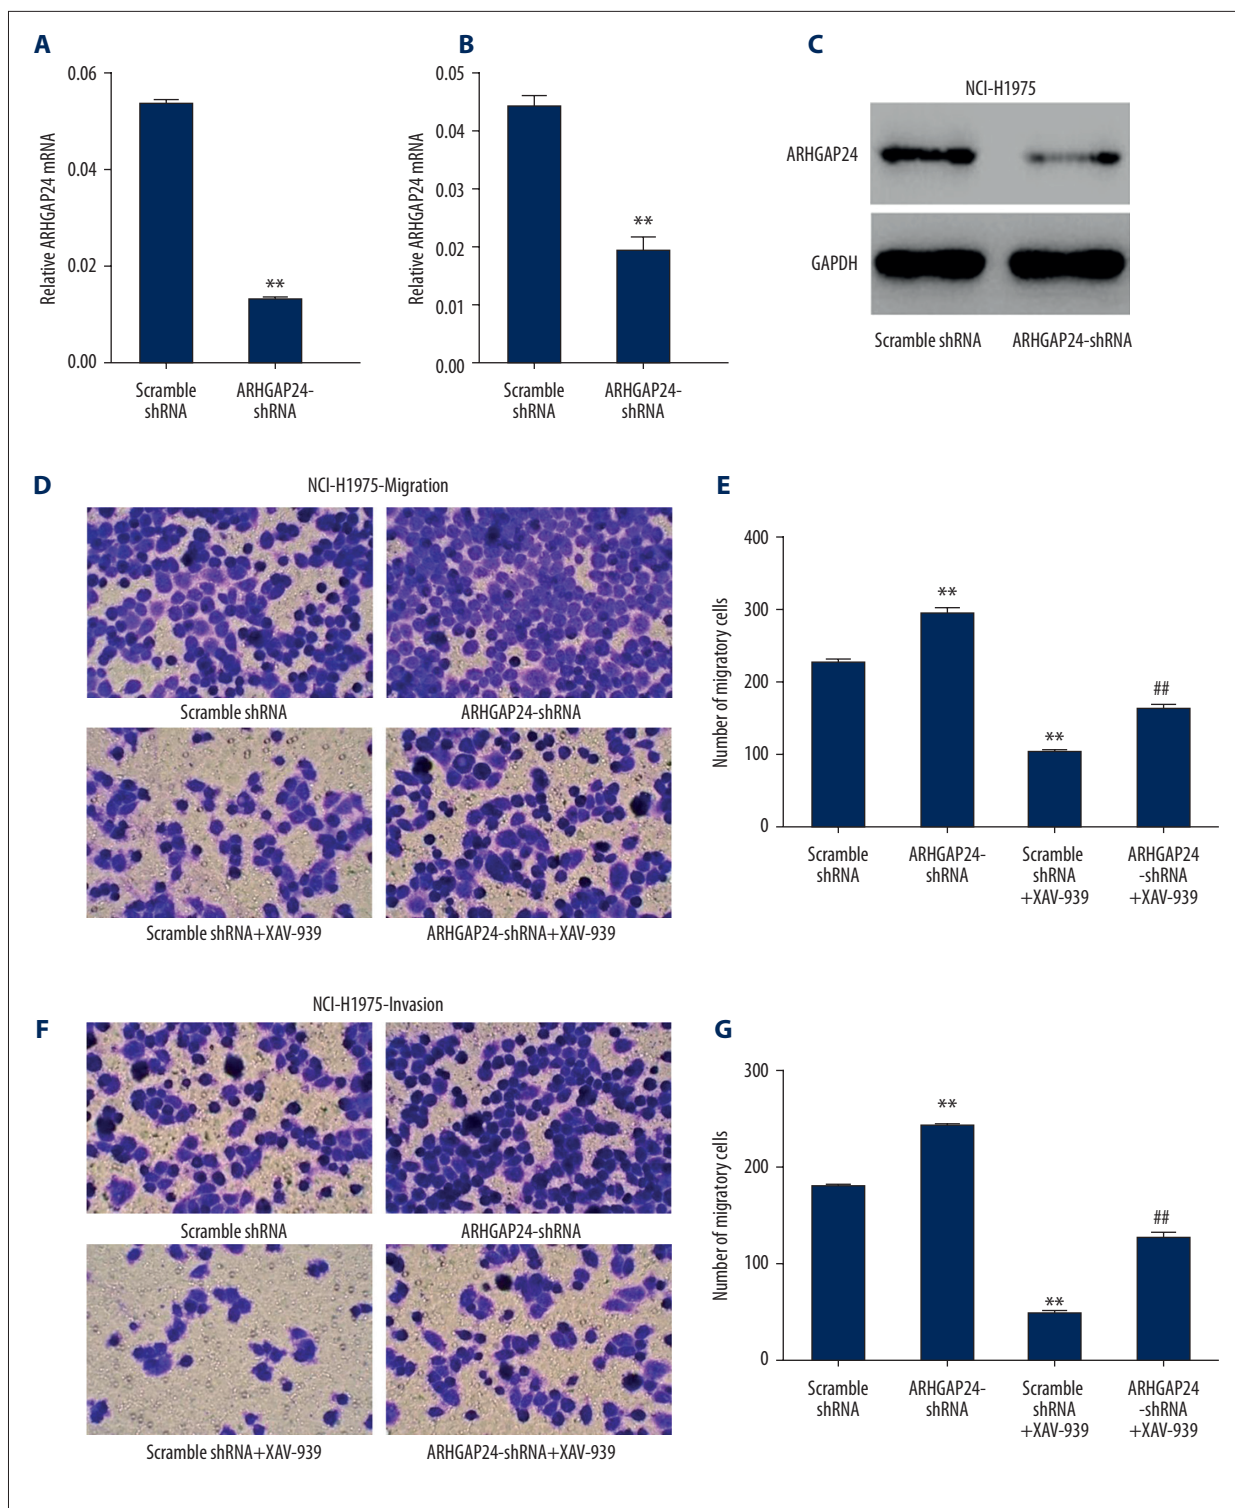 A
Relative ARHGAP24 mRNA
0.06
0.04
0.02
0.00
**
Scramble
shRNA
ARHGAP24-
shRNA
B
Relative ARHGAP24 mRNA
0.05
0.04
0.03
0.02
0.01
0.00
**
Scramble
shRNA
ARHGAP24-
shRNA
C
NCI-H1975
ARHGAP24
GAPDH
Scramble shRNA
ARHGAP24-shRNA
D
NCI-H1975-Migration
Scramble shRNA
ARHGAP24-shRNA
Scramble shRNA+XAV-939
ARHGAP24-shRNA+XAV-939
E
Number of migratory cells
400
300
200
100
0
**
**
##
Scramble
shRNA
ARHGAP24-
shRNA
Scramble
shRNA
+XAV-939
ARHGAP24
-shRNA
+XAV-939
F
NCI-H1975-Invasion
Scramble shRNA
ARHGAP24-shRNA
Scramble shRNA+XAV-939
ARHGAP24-shRNA+XAV-939
G
Number of migratory cells
300
200
100
0
**
**
##
Scramble
shRNA
ARHGAP24-
shRNA
Scramble
shRNA
+XAV-939
ARHGAP24
-shRNA
+XAV-939